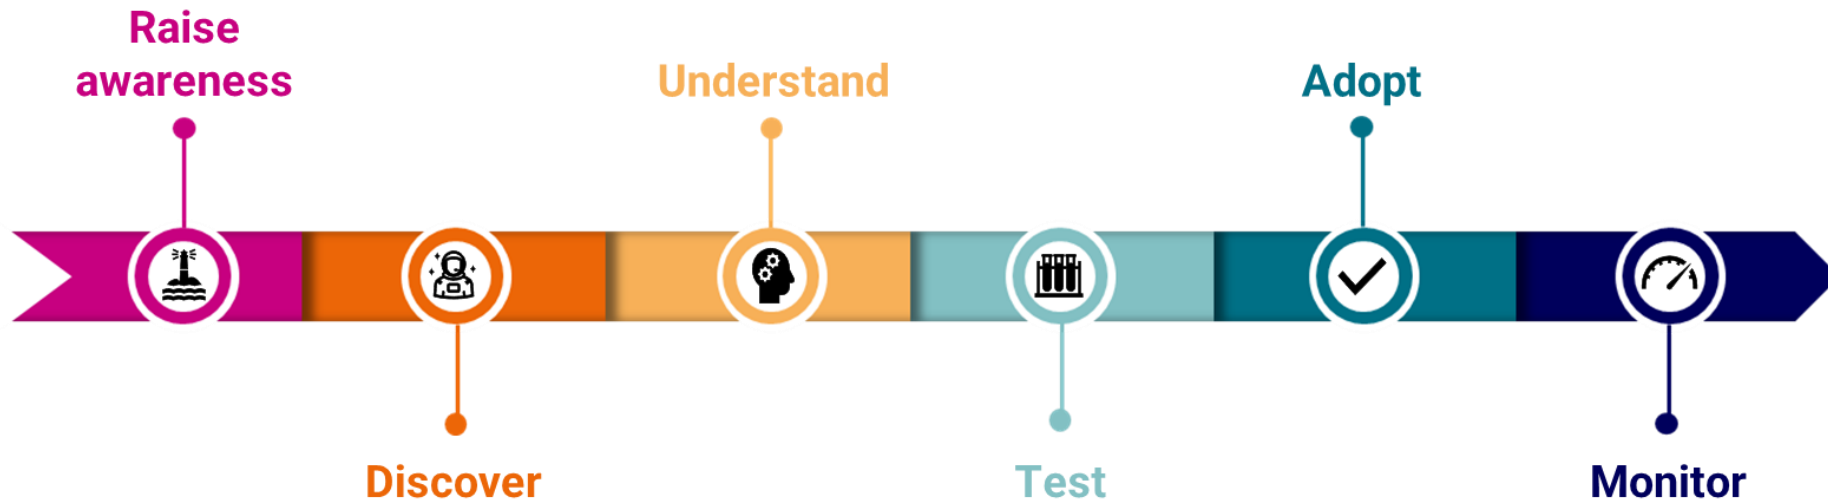 Raise
awareness
Discover
Understand
Test
Adopt
Monitor